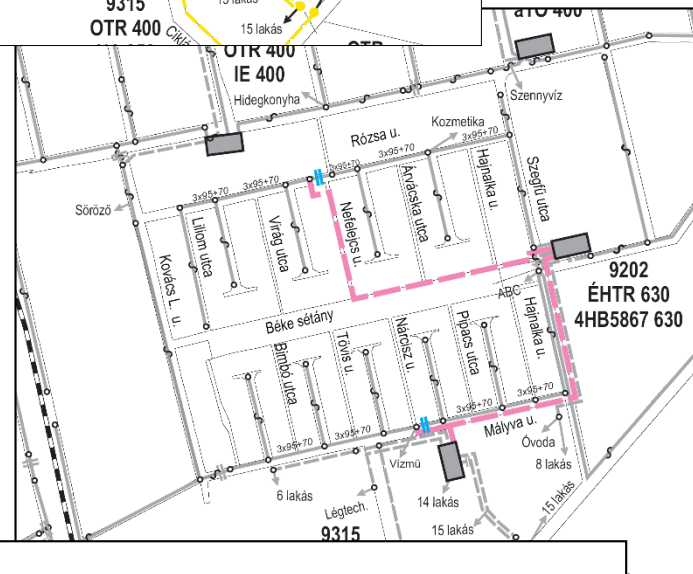 9315
OTR 400
15 lakás
15 lakás
OTR 400
IE 400
aTO 400
Hidegkonyha
Szennyvíz
Rózsa u.
Kozmetika
3x95+70
3x95+70
3x95+70
3x95+70
Söröző
Liliom utca
Virág utca
Nefelejcs u.
Árvácska utca
Hajnalka u.
Szegfű utca
Kovács L. u.
9202
ÉHTR 630
4HB5867 630
ABC
Béke sétány
Hajnalka u.
Bimbó utca
Tövis u.
Nárcisz u.
Pipacs utca
3x95+70
3x95+70
3x95+70
3x95+70
Mályva u.
Óvoda
8 lakás
Vízmű
6 lakás
14 lakás
15 lakás
15 lakás
Légtech.
9315